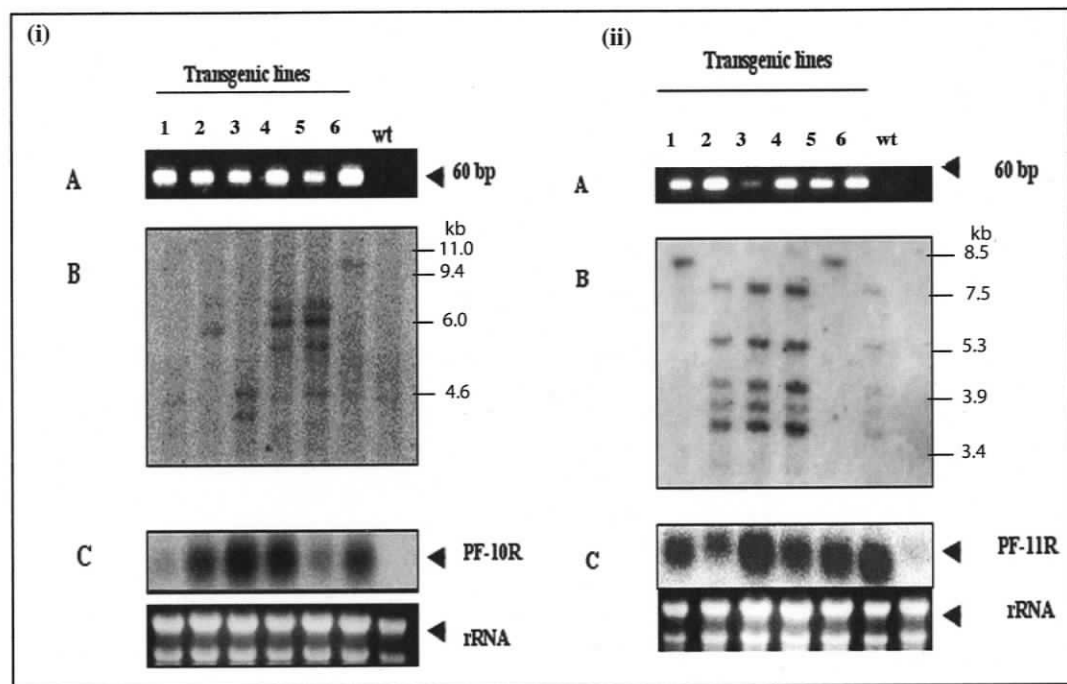 (i)
Transgenic lines
1 2 3 4 5 6 wt
A
60 bp
kb
11.0
9.4
B
6.0
4.6
C
PF-10R
rRNA
(ii)
Transgenic lines
1 2 3 4 5 6 wt
A
60 bp
kb
8.5
B
7.5
5.3
3.9
3.4
C
PF-11R
rRNA